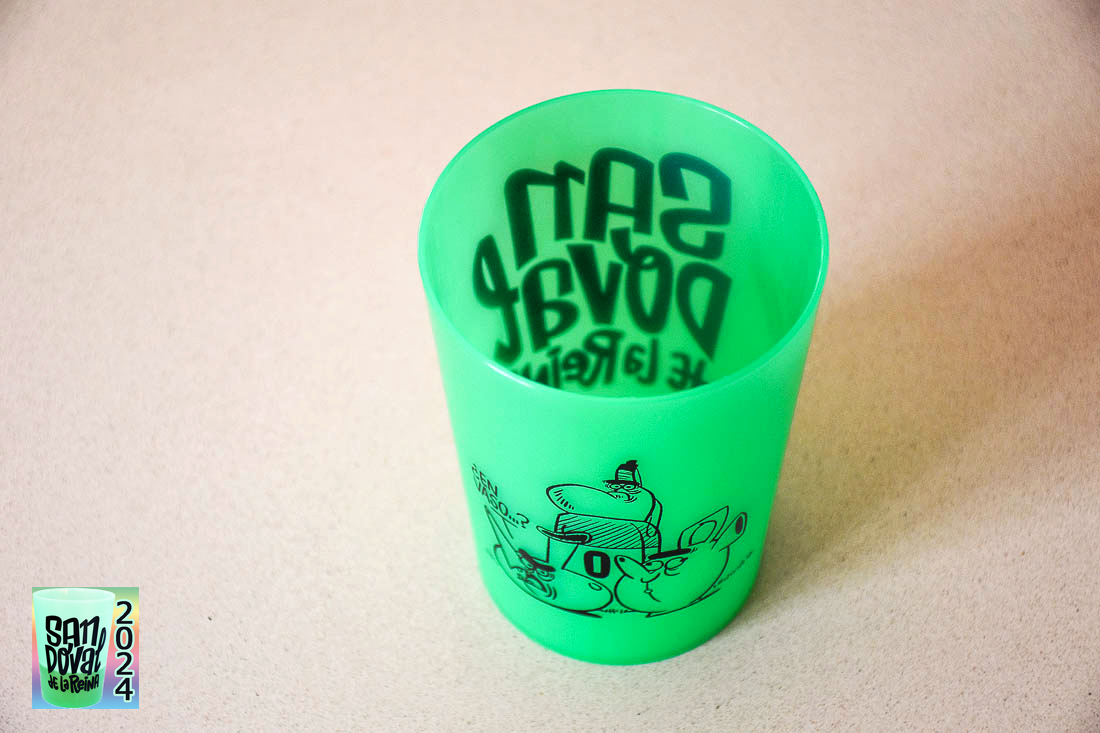 SAN
DOVAL
DE LA REINA
¿EN
VASO...?
0
SAN
DOVAL
DE LA REINA
2024